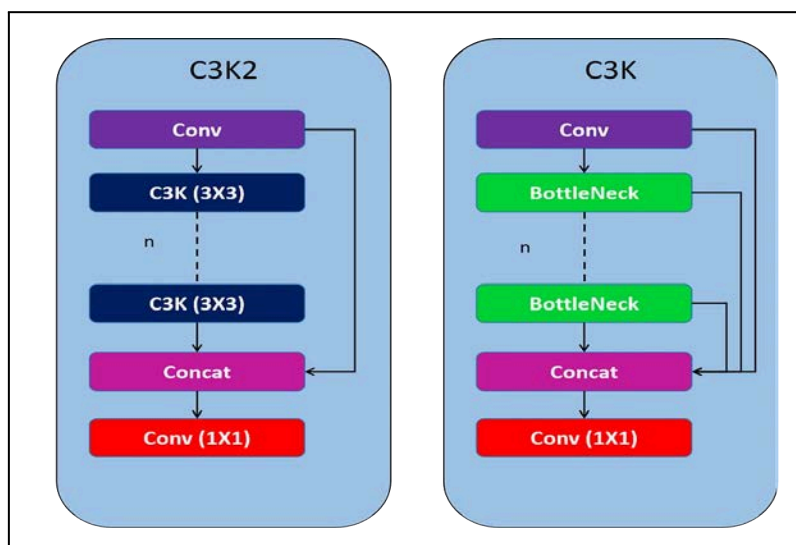 C3K2
Conv
C3K (3X3)
n
C3K (3X3)
Concat
Conv (1X1)
C3K
Conv
BottleNeck
n
BottleNeck
Concat
Conv (1X1)